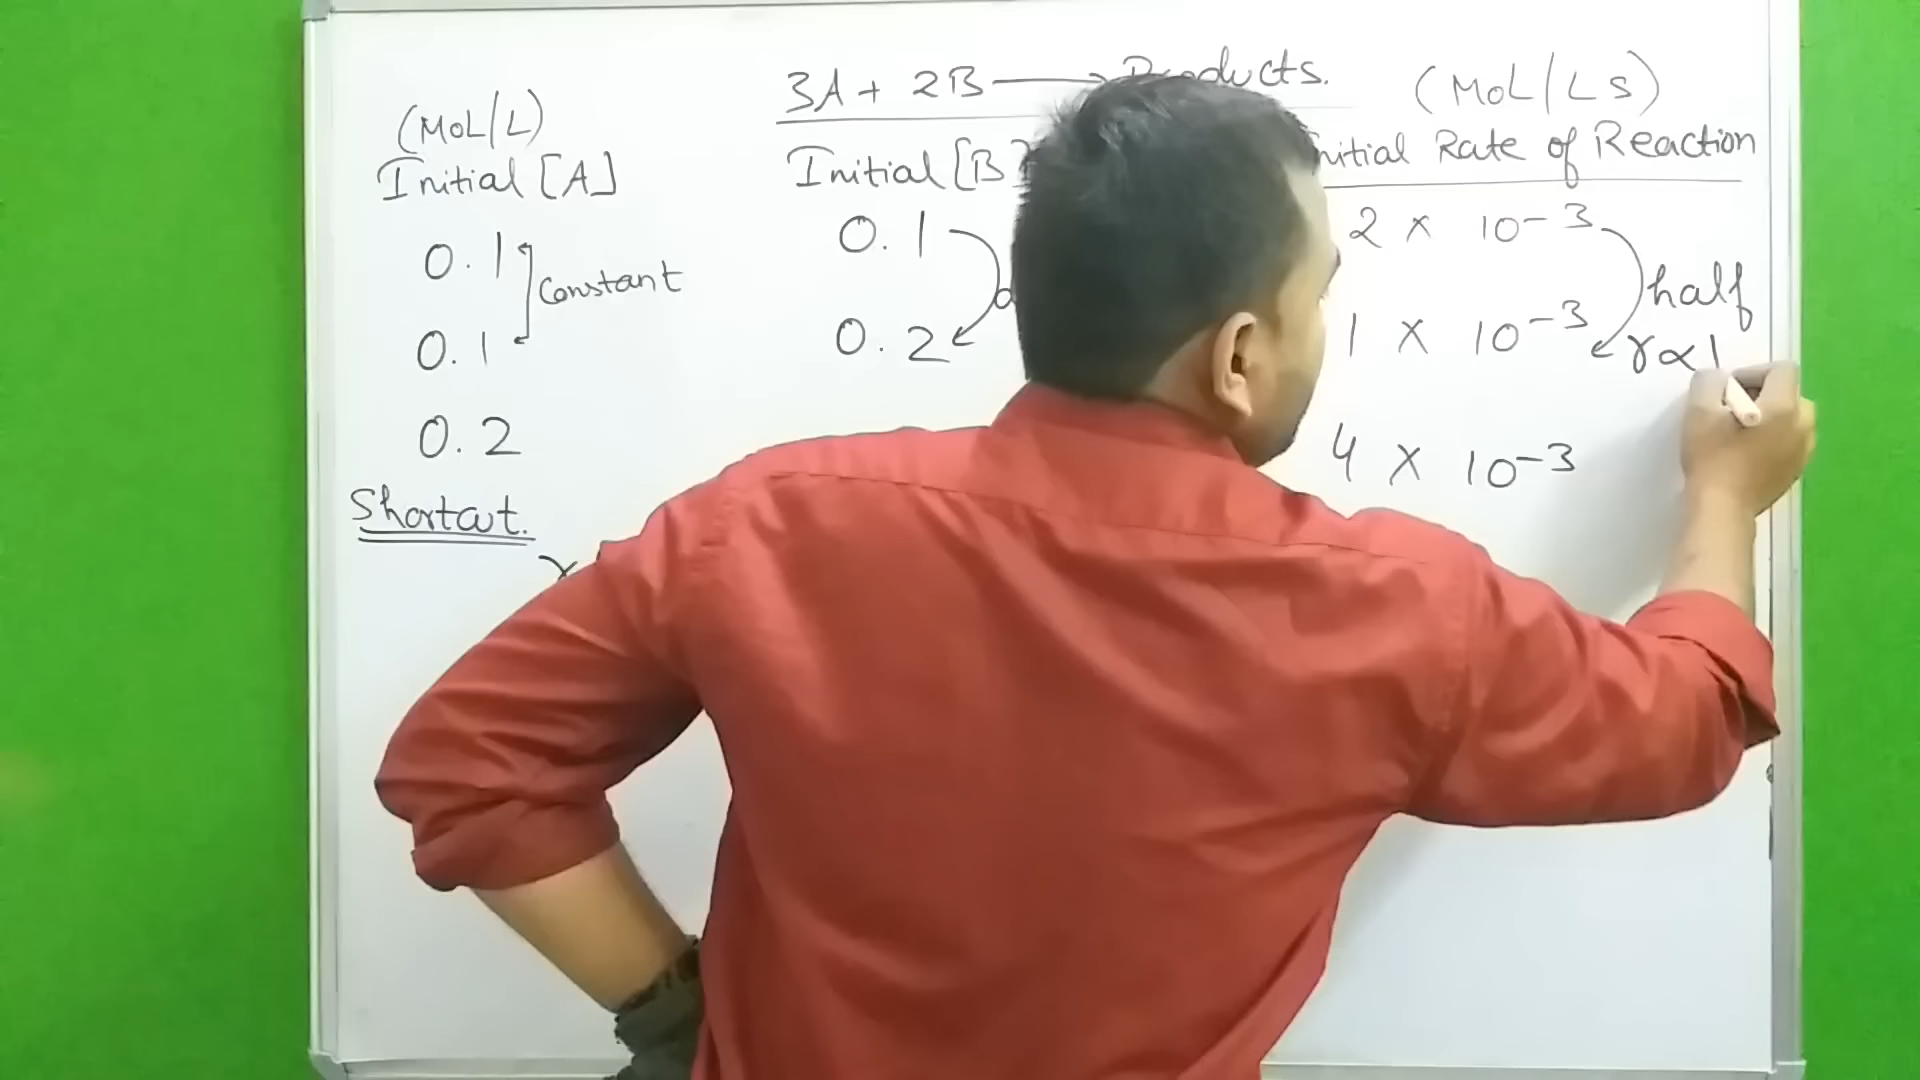 3A + 2B → Products.
(MOL/L)
(MOL/LS)
Initial [A]
Initial [B]
Initial Rate of Reaction
0.1
0.1
2 × 10⁻³
Constant
half
0.1
0.2
1 × 10⁻³
r∝1
0.2
4 × 10⁻³
Shortcut.